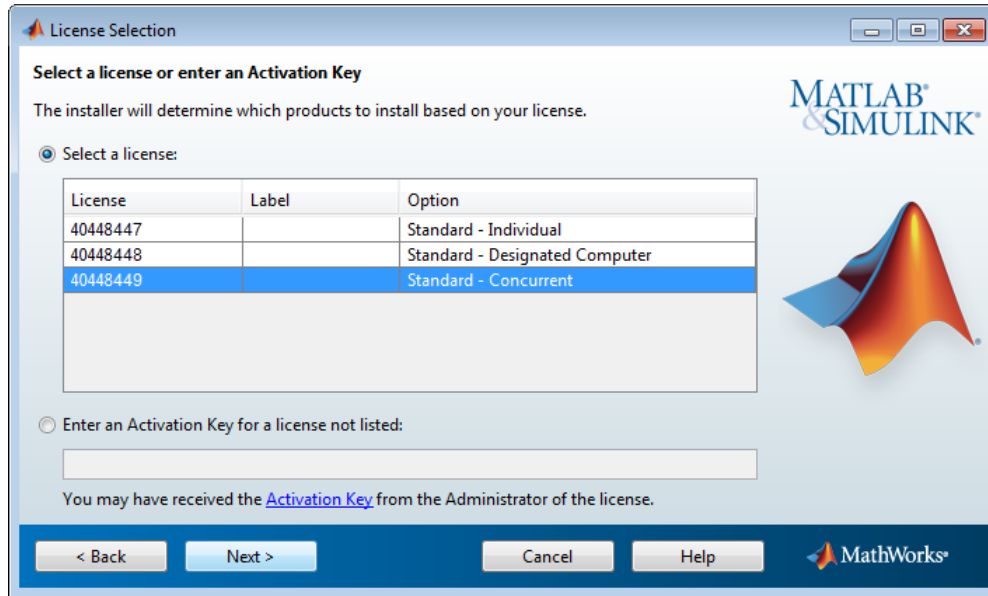 License Selection
Select a license or enter an Activation Key
The installer will determine which products to install based on your license.
MATLAB®
&SIMULINK®
Select a license:
License Label Option
40448447 Standard - Individual
40448448 Standard - Designated Computer
40448449 Standard - Concurrent
Enter an Activation Key for a license not listed:
You may have received the Activation Key from the Administrator of the license.
< Back Next > Cancel Help MathWorks®